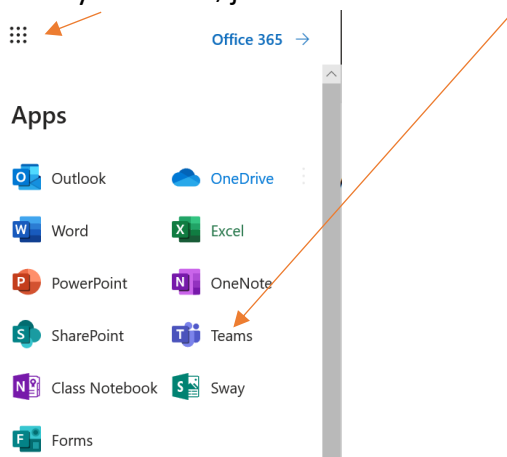 Office 365 →
Apps
Outlook OneDrive
Word Excel
PowerPoint OneNote
SharePoint Teams
Class Notebook Sway
Forms